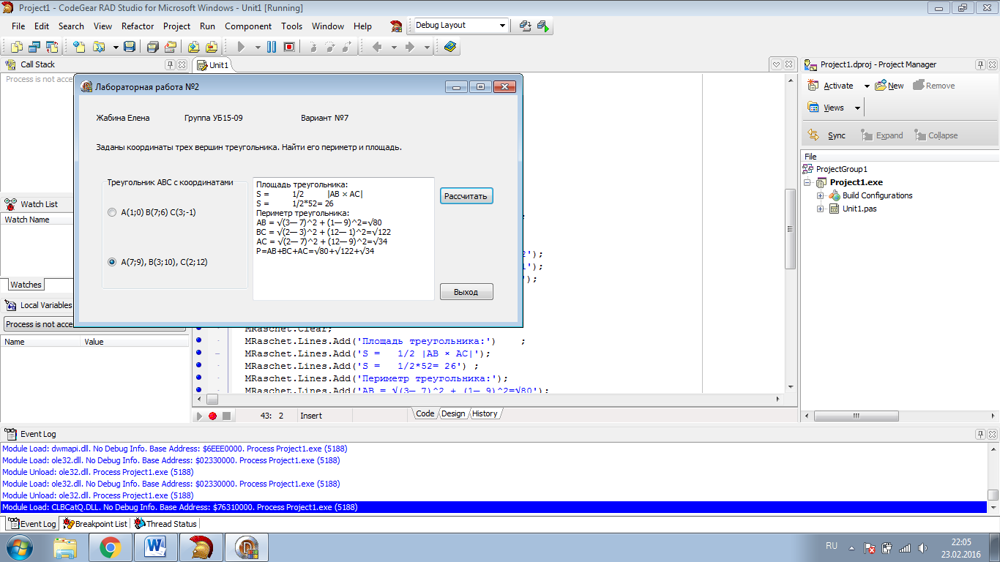 Project1 - CodeGear RAD Studio for Microsoft Windows - Unit1 [Running]
File Edit Search View Refactor Project Run Component Tools Window Help
Debug Layout
Call Stack
Unit1
Project1.dproj - Project Manager
Process is not acce
Лабораторная работа №2
Жабина Елена Группа УБ15-09 Вариант №7
Заданы координаты трех вершин треугольника. Найти его периметр и площадь.
Треугольник АВС с координатами
A(1;0) B(7;6) C(3;-1)
A(7;9), B(3;10), C(2;12)
Площадь треугольника:
S = 1/2 |AB × AC|
S = 1/2*52= 26
Периметр треугольника:
AB = √(3— 7)^2 + (1— 9)^2=√80
BC = √(2— 3)^2 + (12— 1)^2=√122
AC = √(2— 7)^2 + (12— 9)^2=√34
P=AB+BC+AC=√80+√122+√34
Рассчитать
Выход
Activate New Remove
Views
Sync Expand Collapse
File
ProjectGroup1
Project1.exe
Build Configurations
Unit1.pas
Watch List
Watch Name
Watches
Local Variables
Process is not acce
Name Value
;
2');
1');
');
MRaschet.Clear;
MRaschet.Lines.Add('Площадь треугольника:') ;
MRaschet.Lines.Add('S = 1/2 |AB × AC|');
MRaschet.Lines.Add('S = 1/2*52= 26') ;
MRaschet.Lines.Add('Периметр треугольника:');
MRaschet.Lines.Add('AB = √(3— 7)^2 + (1— 9)^2=√80');
43: 2 Insert
Code Design History
Event Log
Module Load: dwmapi.dll. No Debug Info. Base Address: $6EEE0000. Process Project1.exe (5188)
Module Load: ole32.dll. No Debug Info. Base Address: $02330000. Process Project1.exe (5188)
Module Unload: ole32.dll. Process Project1.exe (5188)
Module Load: ole32.dll. No Debug Info. Base Address: $02330000. Process Project1.exe (5188)
Module Unload: ole32.dll. Process Project1.exe (5188)
Module Load: CLBCatQ.DLL. No Debug Info. Base Address: $76310000. Process Project1.exe (5188)
Event Log Breakpoint List Thread Status
RU
22:05
23.02.2016